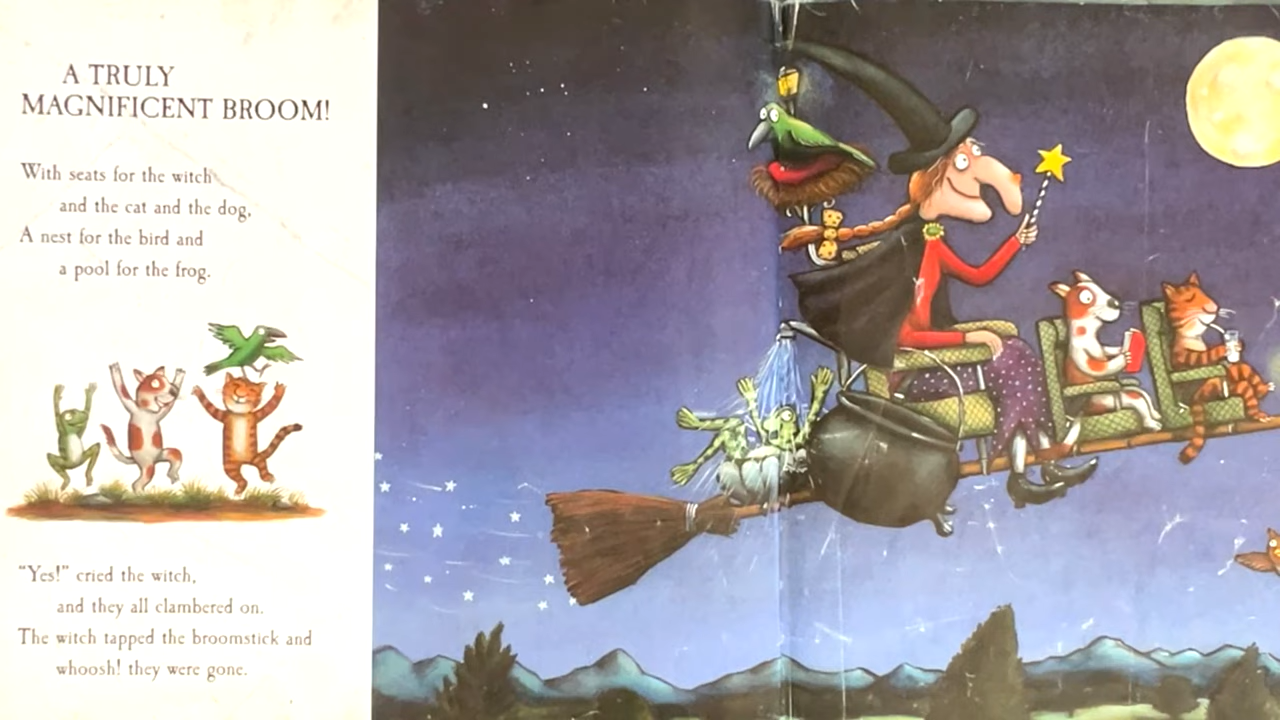 A TRULY
MAGNIFICENT BROOM!
With seats for the witch
and the cat and the dog,
A nest for the bird and
a pool for the frog.
"Yes!" cried the witch,
and they all clambered on.
The witch tapped the broomstick and
whoosh! they were gone.